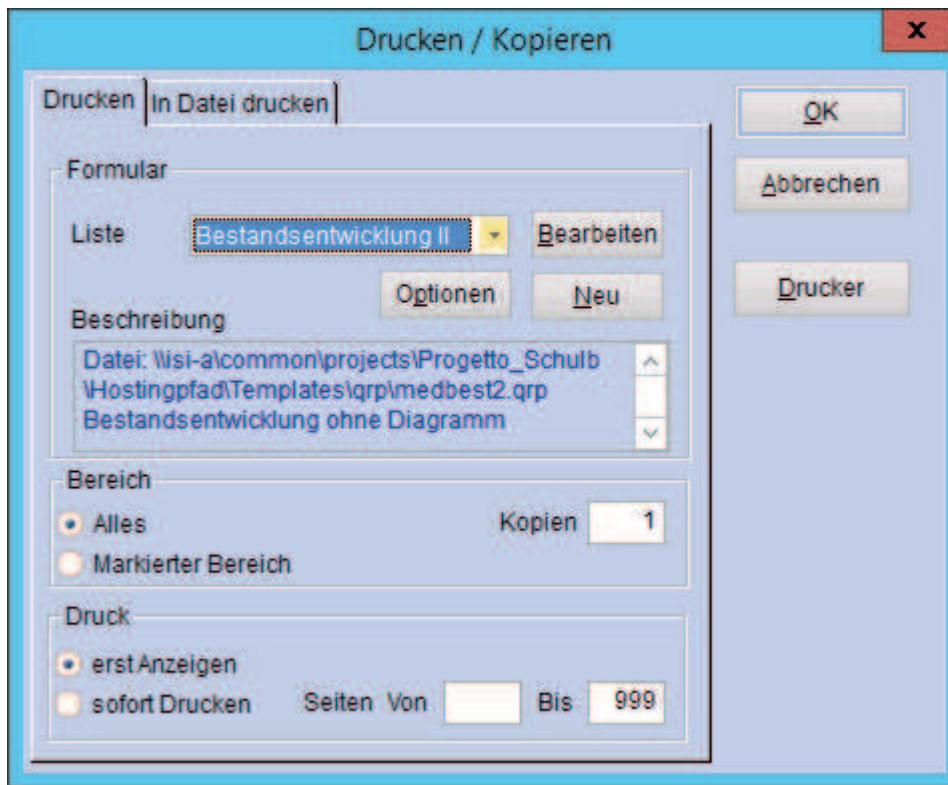 Drucken / Kopieren
x
Drucken In Datei drucken
OK
Formular
Abbrechen
Liste Bestandsentwicklung II Bearbeiten
Optionen Neu
Drucker
Beschreibung
Datei: \\isi-a\common\projects\Progetto_Schulb
\Hostingpfad\Templates\qrp\medbest2.qrp
Bestandsentwicklung ohne Diagramm
Bereich
Alles Kopien 1
Markierter Bereich
Druck
erst Anzeigen
sofort Drucken Seiten Von Bis 999